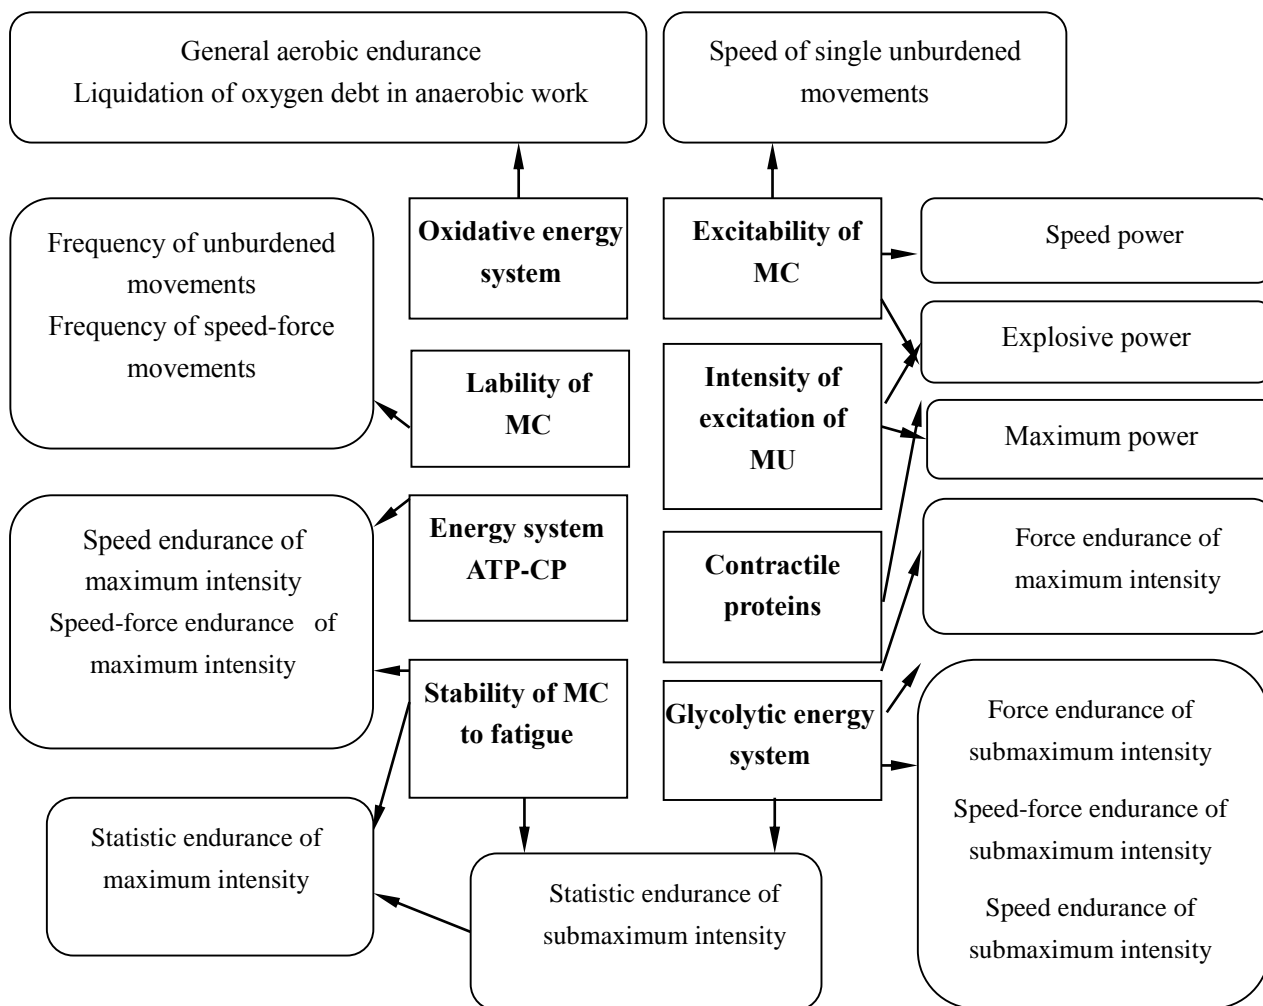 General aerobic endurance
Liquidation of oxygen debt in anaerobic work
Speed of single unburdened
movements
Frequency of unburdened
movements
Frequency of speed-force
movements
Oxidative energy
system
Excitability of
MC
Speed power
Explosive power
Lability of
MC
Intensity of
excitation of
MU
Maximum power
Speed endurance of
maximum intensity
Speed-force endurance of
maximum intensity
Energy system
ATP-CP
Contractile
proteins
Force endurance of
maximum intensity
Stability of MC
to fatigue
Glycolytic energy
system
Force endurance of
submaximum intensity
Speed-force endurance of
submaximum intensity
Speed endurance of
submaximum intensity
Statistic endurance of
maximum intensity
Statistic endurance of
submaximum intensity